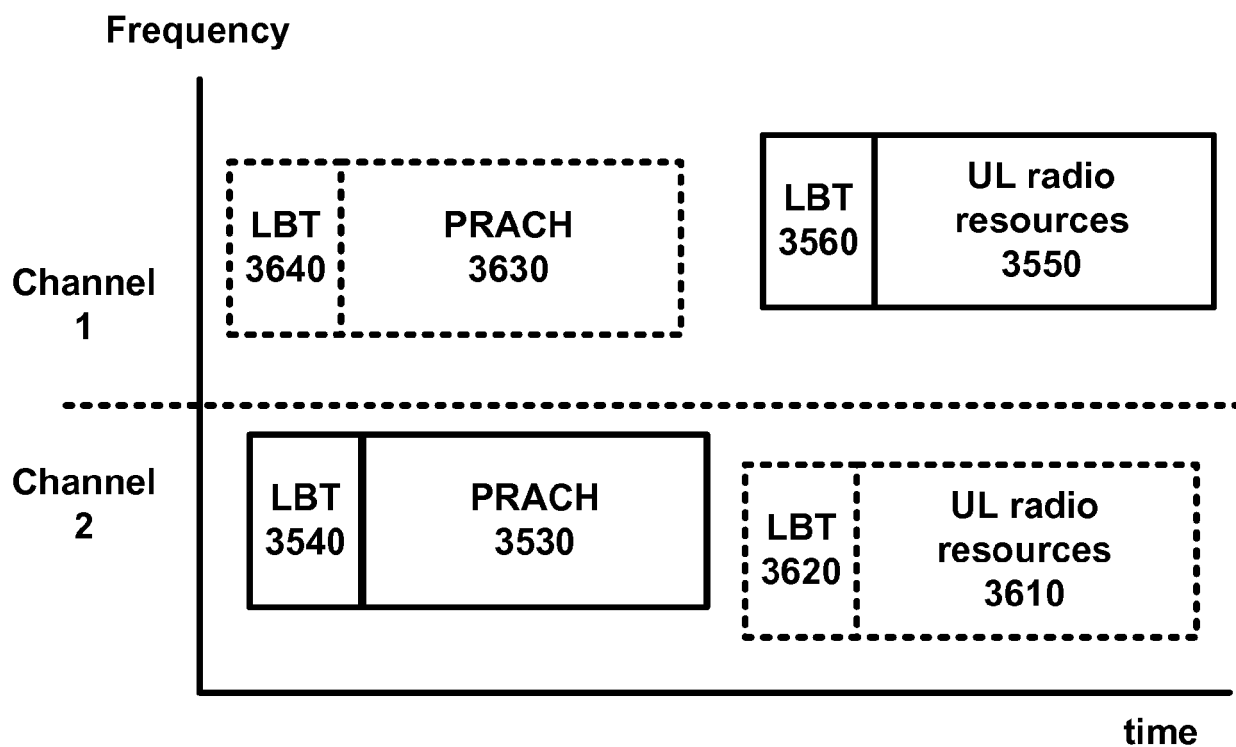 Frequency
LBT
3640
PRACH
3630
LBT
3560
UL radio
resources
3550
Channel
1
Channel
2
LBT
3540
PRACH
3530
LBT
3620
UL radio
resources
3610
time